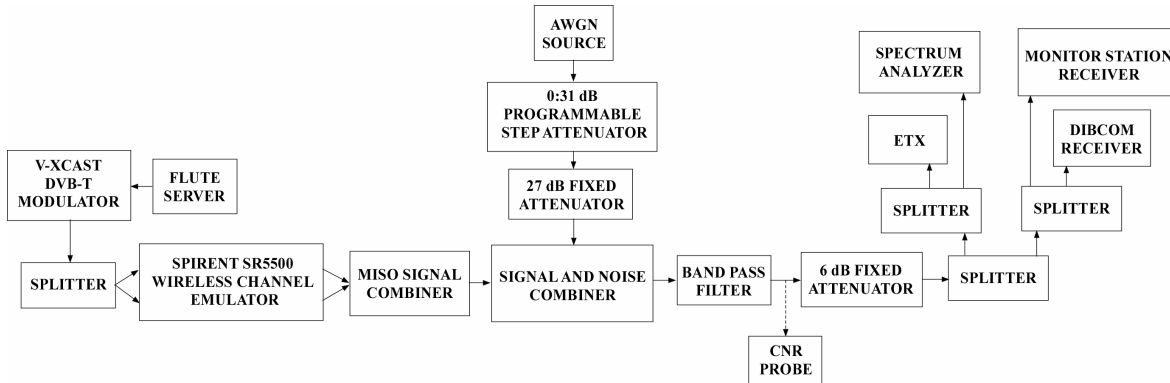 AWGN
SOURCE
0:31 dB
PROGRAMMABLE
STEP ATTENUATOR
27 dB FIXED
ATTENUATOR
V-XCAST
DVB-T
MODULATOR
FLUTE
SERVER
SPLITTER
SPIRENT SR5500
WIRELESS CHANNEL
EMULATOR
MISO SIGNAL
COMBINER
SIGNAL AND NOISE
COMBINER
BAND PASS
FILTER
CNR
PROBE
6 dB FIXED
ATTENUATOR
SPLITTER
SPLITTER
SPLITTER
ETX
SPECTRUM
ANALYZER
MONITOR STATION
RECEIVER
DIBCOM
RECEIVER